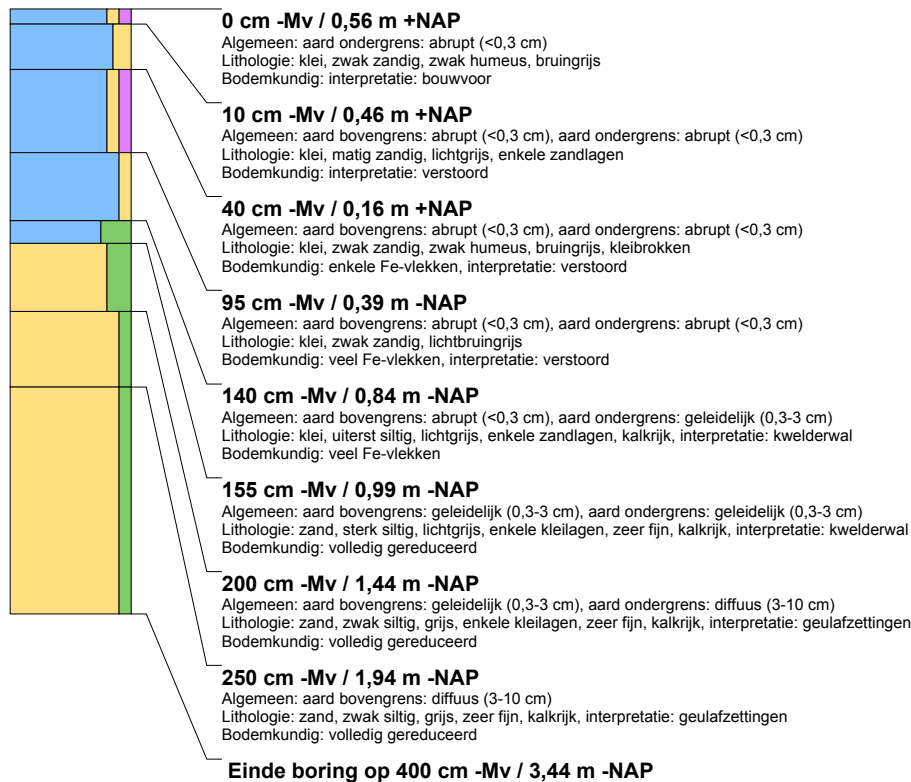 0 cm -Mv / 0,56 m +NAP
Algemeen: aard ondergrens: abrupt (<0,3 cm)
Lithologie: klei, zwak zandig, zwak humeus, bruingrijs
Bodemkundig: interpretatie: bouwvoor
10 cm -Mv / 0,46 m +NAP
Algemeen: aard bovengrens: abrupt (<0,3 cm), aard ondergrens: abrupt (<0,3 cm)
Lithologie: klei, matig zandig, lichtgrijs, enkele zandlagen
Bodemkundig: interpretatie: verstoord
40 cm -Mv / 0,16 m +NAP
Algemeen: aard bovengrens: abrupt (<0,3 cm), aard ondergrens: abrupt (<0,3 cm)
Lithologie: klei, zwak zandig, zwak humeus, bruingrijs, kleibrokken
Bodemkundig: enkele Fe-vlekken, interpretatie: verstoord
95 cm -Mv / 0,39 m -NAP
Algemeen: aard bovengrens: abrupt (<0,3 cm), aard ondergrens: abrupt (<0,3 cm)
Lithologie: klei, zwak zandig, lichtbruingrijs
Bodemkundig: veel Fe-vlekken, interpretatie: verstoord
140 cm -Mv / 0,84 m -NAP
Algemeen: aard bovengrens: abrupt (<0,3 cm), aard ondergrens: geleidelijk (0,3-3 cm)
Lithologie: klei, uiterst siltig, lichtgrijs, enkele zandlagen, kalkrijk, interpretatie: kwelderwal
Bodemkundig: veel Fe-vlekken
155 cm -Mv / 0,99 m -NAP
Algemeen: aard bovengrens: geleidelijk (0,3-3 cm), aard ondergrens: geleidelijk (0,3-3 cm)
Lithologie: zand, sterk siltig, lichtgrijs, enkele kleilagen, zeer fijn, kalkrijk, interpretatie: kwelderwal
Bodemkundig: volledig gereduceerd
200 cm -Mv / 1,44 m -NAP
Algemeen: aard bovengrens: geleidelijk (0,3-3 cm), aard ondergrens: diffuus (3-10 cm)
Lithologie: zand, zwak siltig, grijs, enkele kleilagen, zeer fijn, kalkrijk, interpretatie: geulafzettingen
Bodemkundig: volledig gereduceerd
250 cm -Mv / 1,94 m -NAP
Algemeen: aard bovengrens: diffuus (3-10 cm)
Lithologie: zand, zwak siltig, grijs, zeer fijn, kalkrijk, interpretatie: geulafzettingen
Bodemkundig: volledig gereduceerd
Einde boring op 400 cm -Mv / 3,44 m -NAP